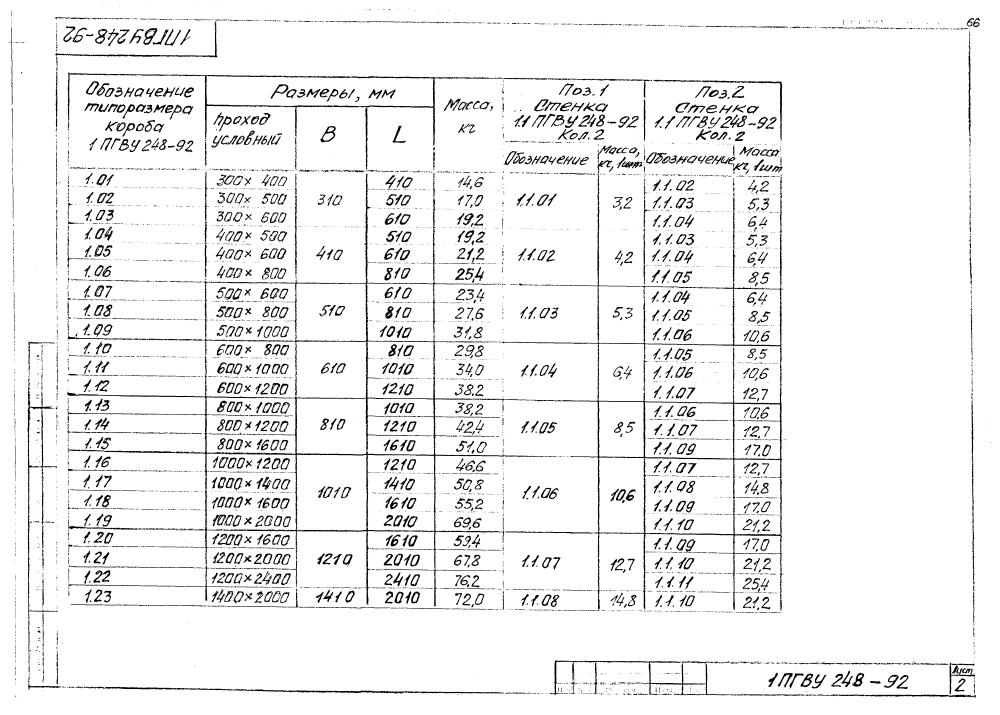 66
1ПГВУ 248-92
Обозначение типоразмера короба 1 ПГВУ 248-92 | Размеры, мм | Масса, кг | Поз. 1 Стенка 1.1 ПГВУ 248-92 Кол. 2 | Поз. 2 Стенка 1.1 ПГВУ 248-92 Кол. 2
проход условный | B | L | Обозначение | Масса, кг, 1шт | Обозначение | Масса кг, 1шт
1.01 300 × 400 310 410 14,6 1.1.01 3,2 1.1.02 4,2
1.02 300 × 500 510 17,0 1.1.03 5,3
1.03 300 × 600 610 19,2 1.1.04 6,4
1.04 400 × 500 410 510 19,2 1.1.02 4,2 1.1.03 5,3
1.05 400 × 600 610 21,2 1.1.04 6,4
1.06 400 × 800 810 25,4 1.1.05 8,5
1.07 500 × 600 510 610 23,4 1.1.03 5,3 1.1.04 6,4
1.08 500 × 800 810 27,6 1.1.05 8,5
1.09 500 × 1000 1010 31,8 1.1.06 10,6
1.10 600 × 800 610 810 29,8 1.1.04 6,4 1.1.05 8,5
1.11 600 × 1000 1010 34,0 1.1.06 10,6
1.12 600 × 1200 1210 38,2 1.1.07 12,7
1.13 800 × 1000 810 1010 38,2 1.1.05 8,5 1.1.06 10,6
1.14 800 × 1200 1210 42,4 1.1.07 12,7
1.15 800 × 1600 1610 51,0 1.1.09 17,0
1.16 1000 × 1200 1010 1210 46,6 1.1.06 10,6 1.1.07 12,7
1.17 1000 × 1400 1410 50,8 1.1.08 14,8
1.18 1000 × 1600 1610 55,2 1.1.09 17,0
1.19 1000 × 2000 2010 69,6 1.1.10 21,2
1.20 1200 × 1600 1210 1610 59,4 1.1.07 12,7 1.1.09 17,0
1.21 1200 × 2000 2010 67,8 1.1.10 21,2
1.22 1200 × 2400 2410 76,2 1.1.11 25,4
1.23 1400 × 2000 1410 2010 72,0 1.1.08 14,8 1.1.10 21,2
1 ПГВУ 248 - 92
Лист
2